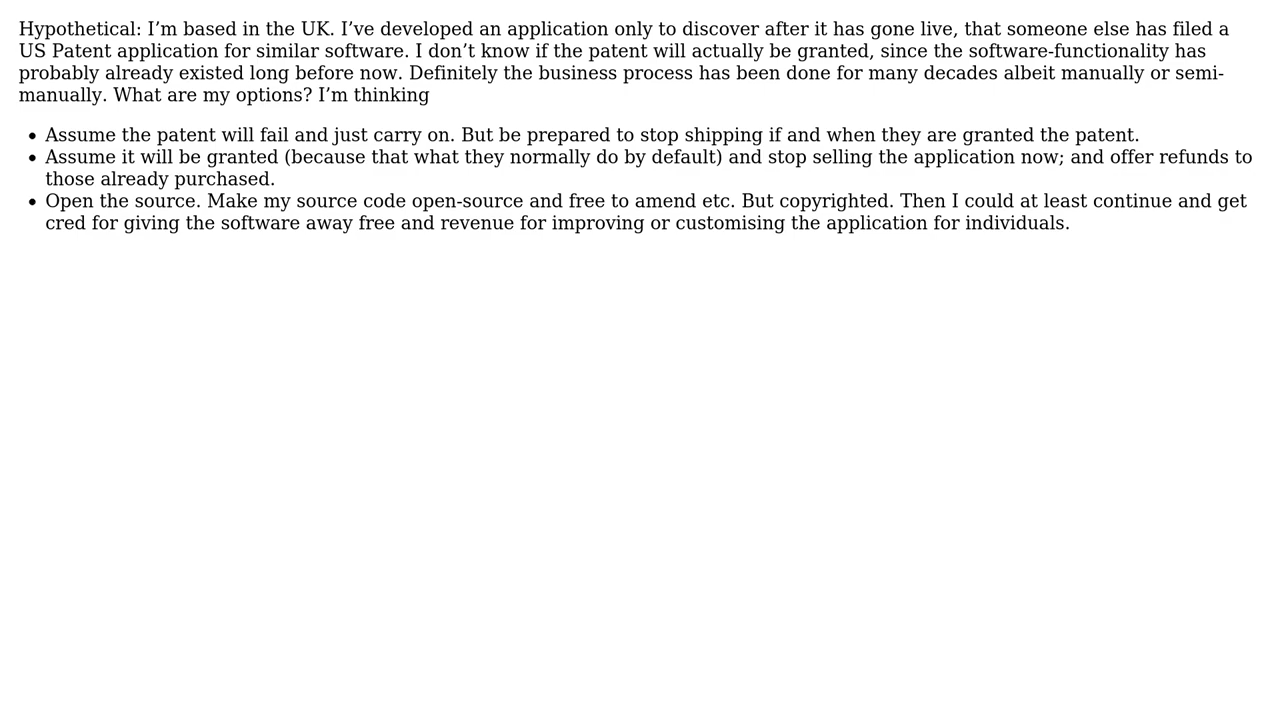 Hypothetical: I’m based in the UK. I’ve developed an application only to discover after it has gone live, that someone else has filed a
US Patent application for similar software. I don’t know if the patent will actually be granted, since the software-functionality has
probably already existed long before now. Definitely the business process has been done for many decades albeit manually or semi-
manually. What are my options? I’m thinking
• Assume the patent will fail and just carry on. But be prepared to stop shipping if and when they are granted the patent.
• Assume it will be granted (because that what they normally do by default) and stop selling the application now; and offer refunds to
those already purchased.
• Open the source. Make my source code open-source and free to amend etc. But copyrighted. Then I could at least continue and get
cred for giving the software away free and revenue for improving or customising the application for individuals.